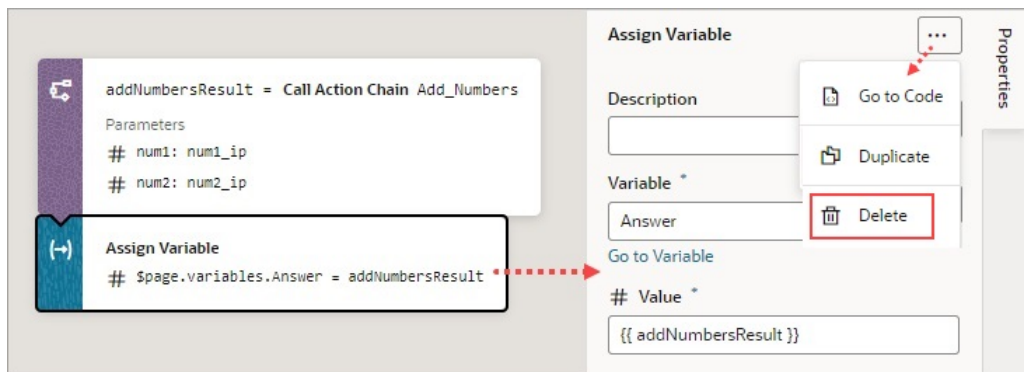 addNumbersResult = Call Action Chain Add_Numbers
Parameters
# num1: num1_ip
# num2: num2_ip
Assign Variable
# $page.variables.Answer = addNumbersResult
Assign Variable
...
Go to Code
Description
Duplicate
Variable *
Delete
Answer
Go to Variable
# Value *
{{ addNumbersResult }}
Properties